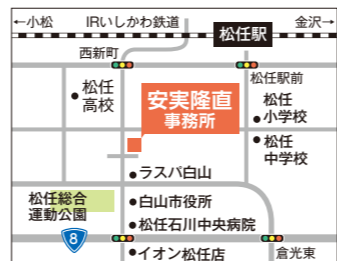 ←小松
IRいしかわ鉄道
金沢→
松任駅
西新町
松任駅前
松任
高校
安実隆直
事務所
松任
小学校
松任
中学校
ラスパ白山
松任総合
運動公園
白山市役所
松任石川中央病院
8
イオン松任店
倉光東